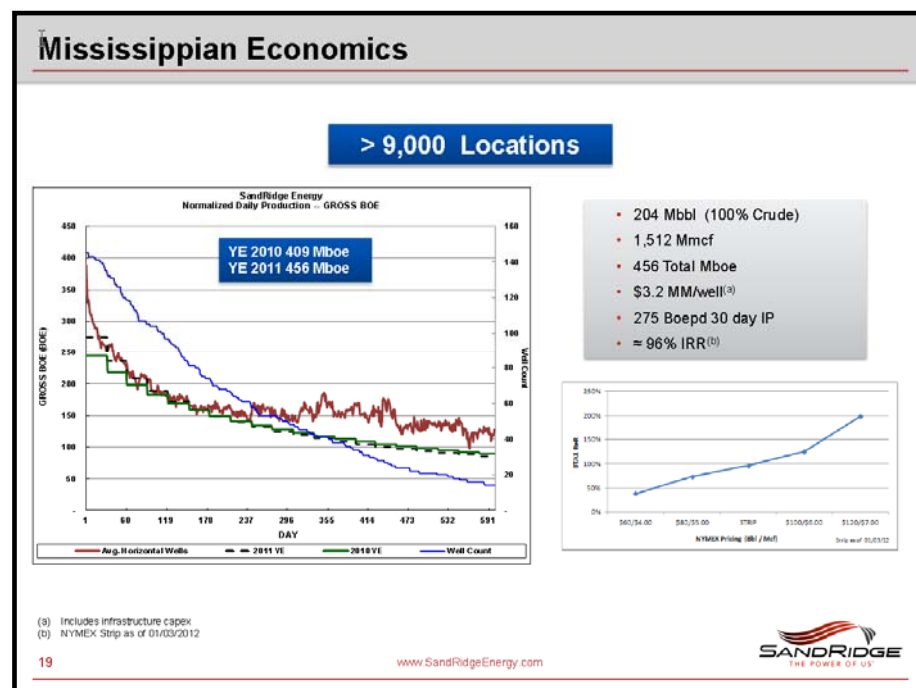 Mississippian Economics
> 9,000 Locations
SandRidge Energy
Normalized Daily Production -- GROSS BOE
YE 2010 409 Mboe
YE 2011 456 Mboe
GROSS BOE (BOE)
450
400
350
300
250
200
150
100
50
-
160
140
120
100
80
60
40
20
-
Well Count
1 60 119 178 237 296 355 414 473 532 591
DAY
Avg. Horizontal Wells 2011 YE 2010 YE Well Count
• 204 Mbbl (100% Crude)
• 1,512 Mmcf
• 456 Total Mboe
• $3.2 MM/well(a)
• 275 Boepd 30 day IP
• ≈ 96% IRR(b)
250%
200%
150%
100%
50%
0%
$60/$4.00 $80/$5.00 STRIP $100/$6.00 $120/$7.00
NYMEX Pricing (Bbl / Mcf)
Strip as of 01/03/12
(a) Includes infrastructure capex
(b) NYMEX Strip as of 01/03/2012
19
www.SandRidgeEnergy.com
SANDRIDGE
THE POWER OF US